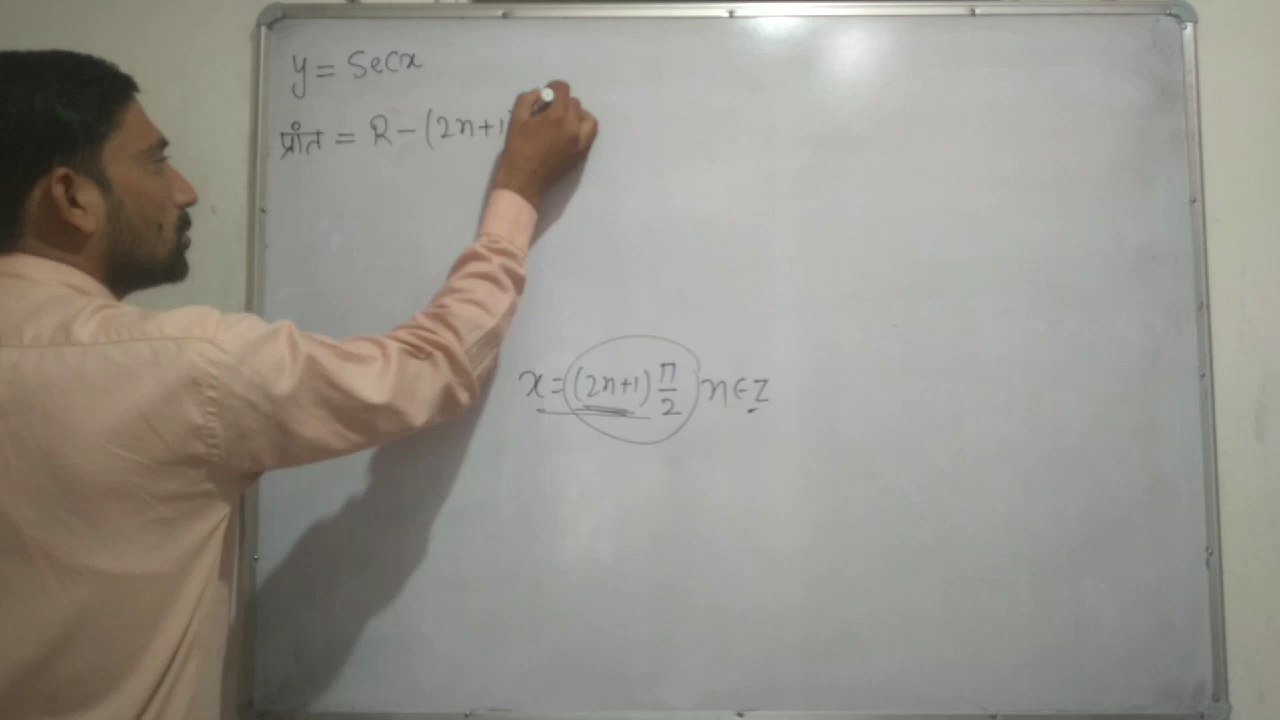 y = Secx
प्रांत = R - (2n+1)
x = (2n+1) π/2 n ∈ Z